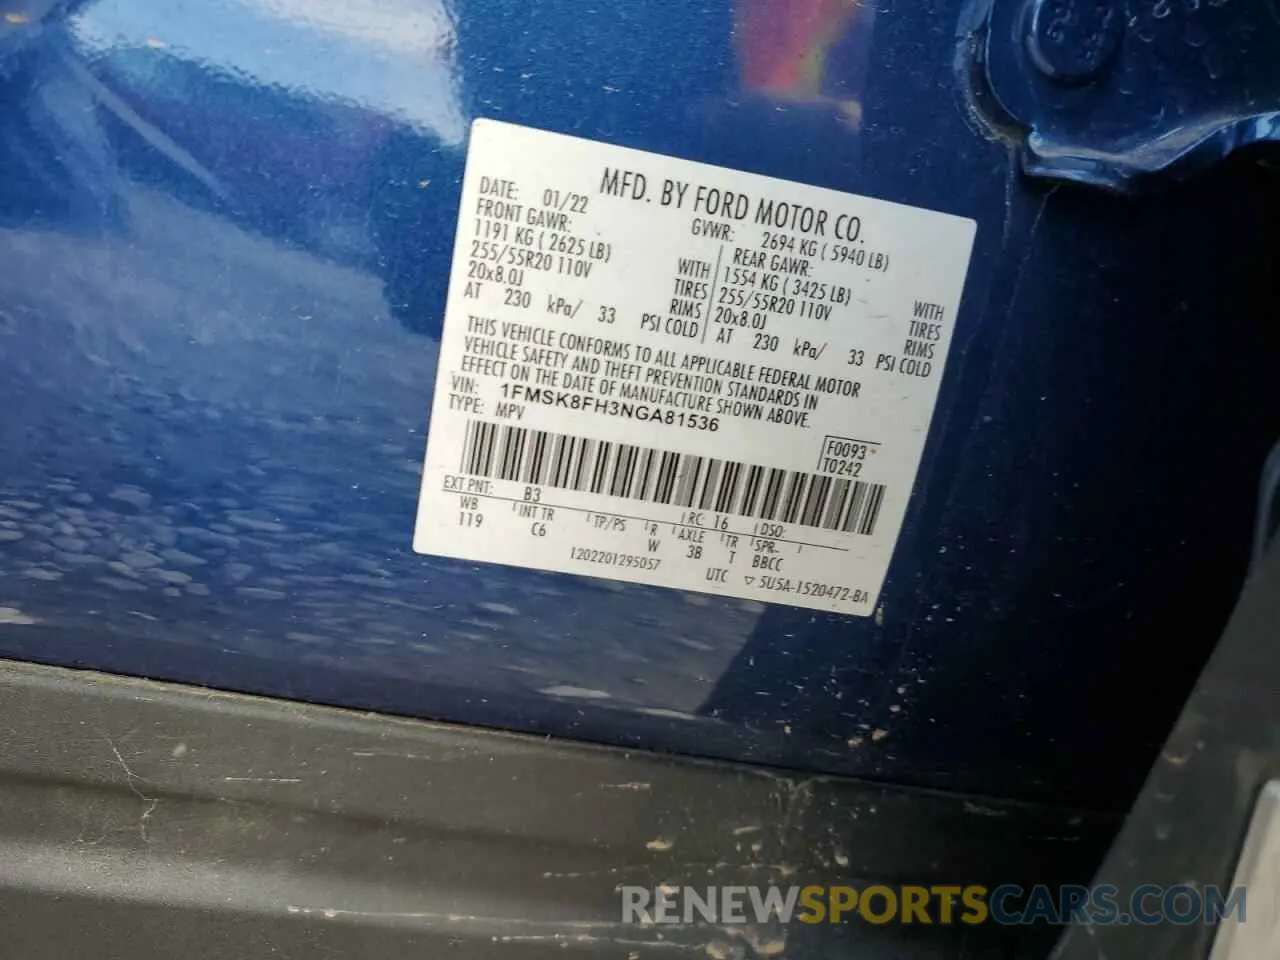 MFD. BY FORD MOTOR CO.
DATE: 01/22 GVWR: 2694 KG ( 5940 LB)
FRONT GAWR: REAR GAWR:
1191 KG ( 2625 LB) WITH 1554 KG ( 3425 LB) WITH
255/55R20 110V TIRES 255/55R20 110V TIRES
20x8.0J RIMS 20x8.0J RIMS
AT 230 kPa/ 33 PSI COLD AT 230 kPa/ 33 PSI COLD
THIS VEHICLE CONFORMS TO ALL APPLICABLE FEDERAL MOTOR
VEHICLE SAFETY AND THEFT PREVENTION STANDARDS IN
EFFECT ON THE DATE OF MANUFACTURE SHOWN ABOVE.
VIN: 1FMSK8FH3NGA81536
TYPE: MPV
F0093*
T0242
EXT PNT: B3 RC: 16 DSO:
WB INT TR TP/PS R AXLE TR SPR
119 C6 W 3B T BBCC
1202201295057 UTC ▽ 5U5A-1520472-BA
RENEWSPORTSCARS.COM